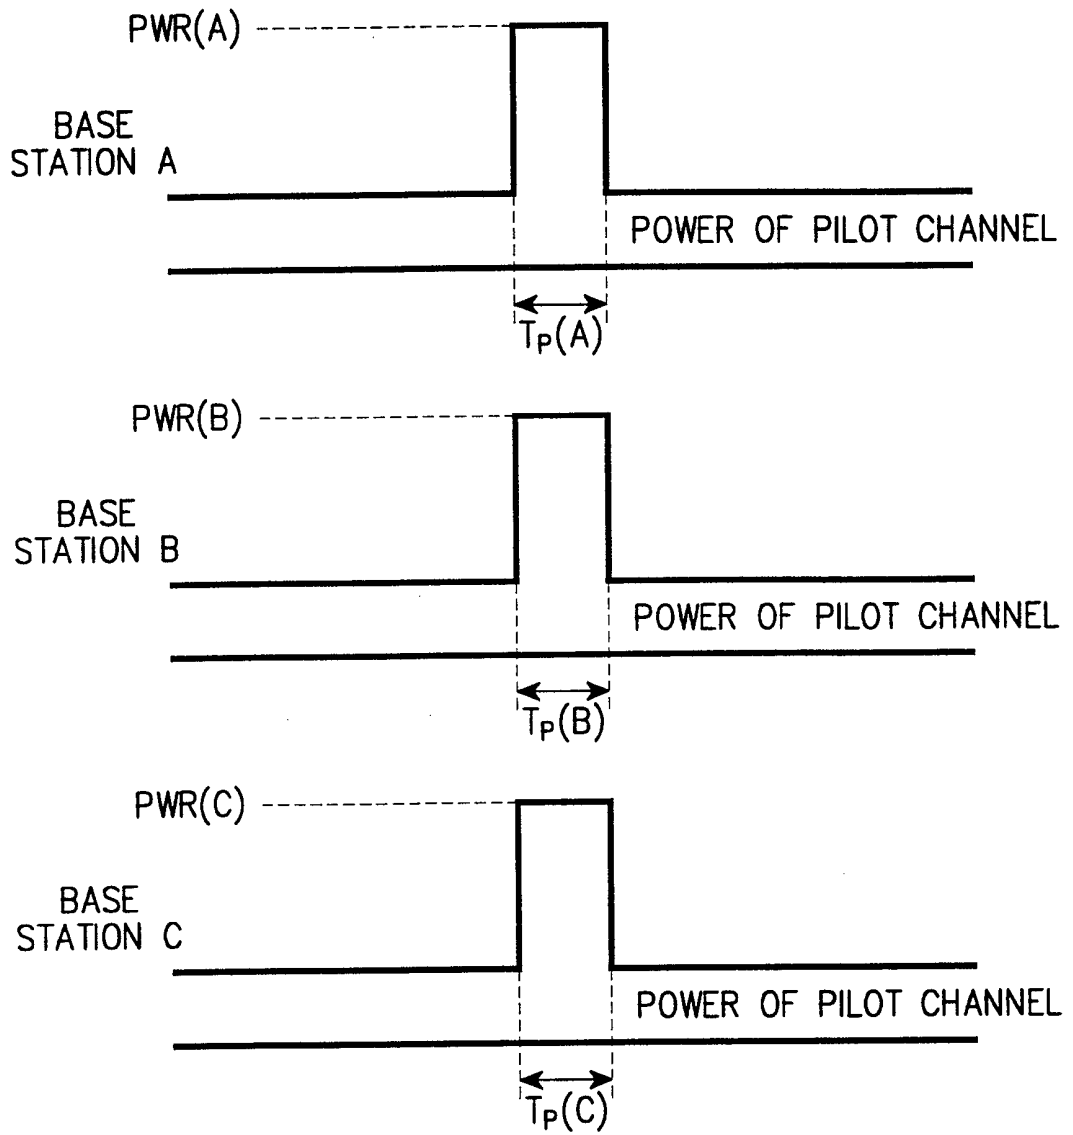 PWR(A)
BASE
STATION A
POWER OF PILOT CHANNEL
TP(A)
PWR(B)
BASE
STATION B
POWER OF PILOT CHANNEL
TP(B)
PWR(C)
BASE
STATION C
POWER OF PILOT CHANNEL
TP(C)